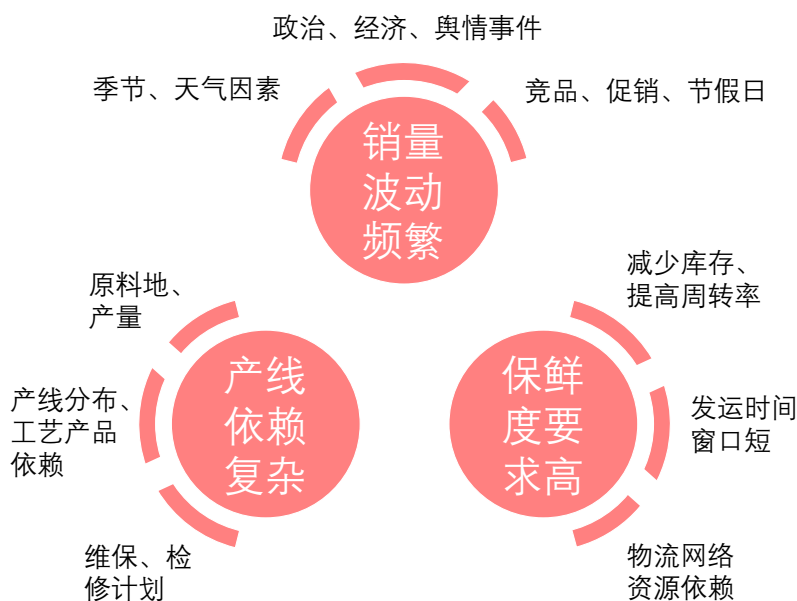 政治、经济、舆情事件
季节、天气因素
竞品、促销、节假日
销量
波动
频繁
原料地、
产量
产线分布、
工艺产品
依赖
维保、检
修计划
产线
依赖
复杂
保鲜
度要
求高
减少库存、
提高周转率
发运时间
窗口短
物流网络
资源依赖